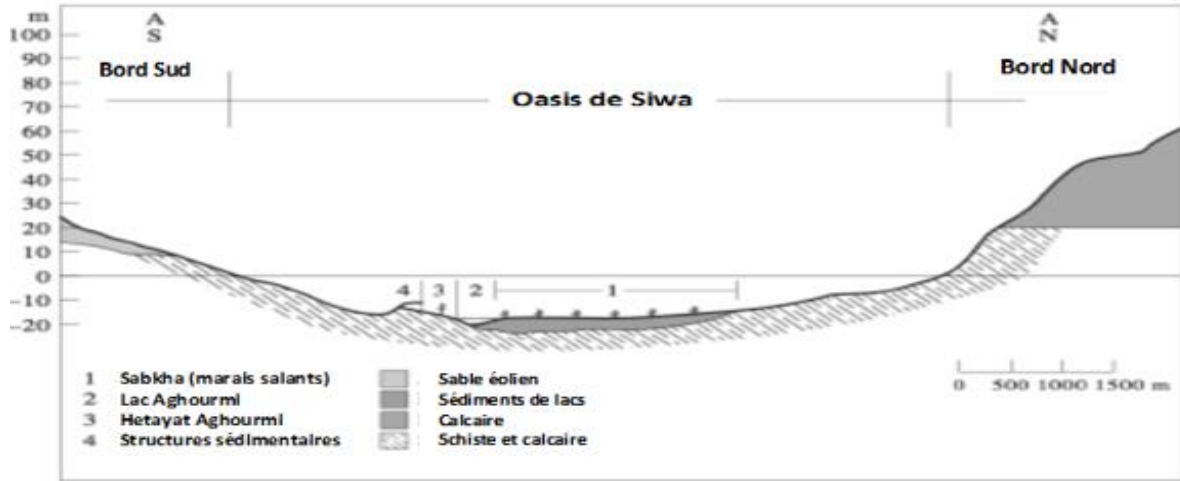 m
A
S
A
N
100
90
80
70
60
50
40
30
20
10
0
-10
-20
Bord Sud
Bord Nord
Oasis de Siwa
4 3 2 1
1 Sabkha (marais salants)
2 Lac Aghourmi
3 Hetayat Aghourmi
4 Structures sédimentaires
Sable éolien
Sédiments de lacs
Calcaïre
Schiste et calcaire
0 500 1000 1500 m